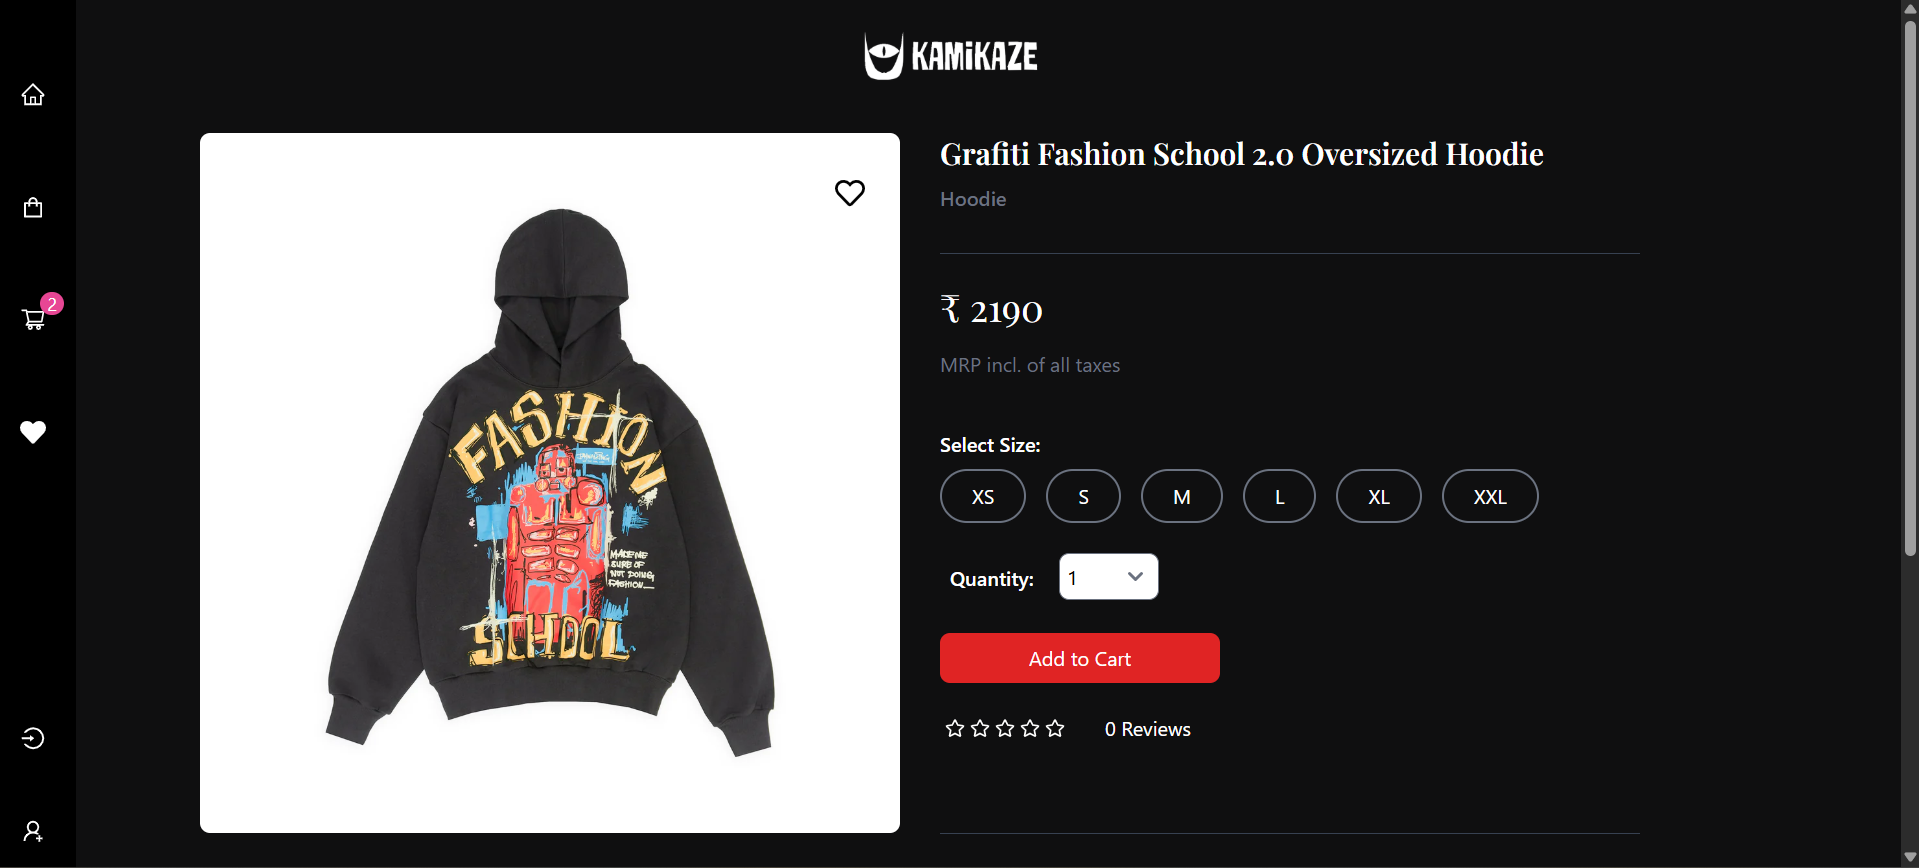 KAMiKAZE
2
Grafiti Fashion School 2.0 Oversized Hoodie
Hoodie
₹ 2190
MRP incl. of all taxes
Select Size:
XS S M L XL XXL
Quantity: 1
Add to Cart
0 Reviews
FASHION
MADE ME
SURE OF
NOT DOING
FASHION
SCHOOL